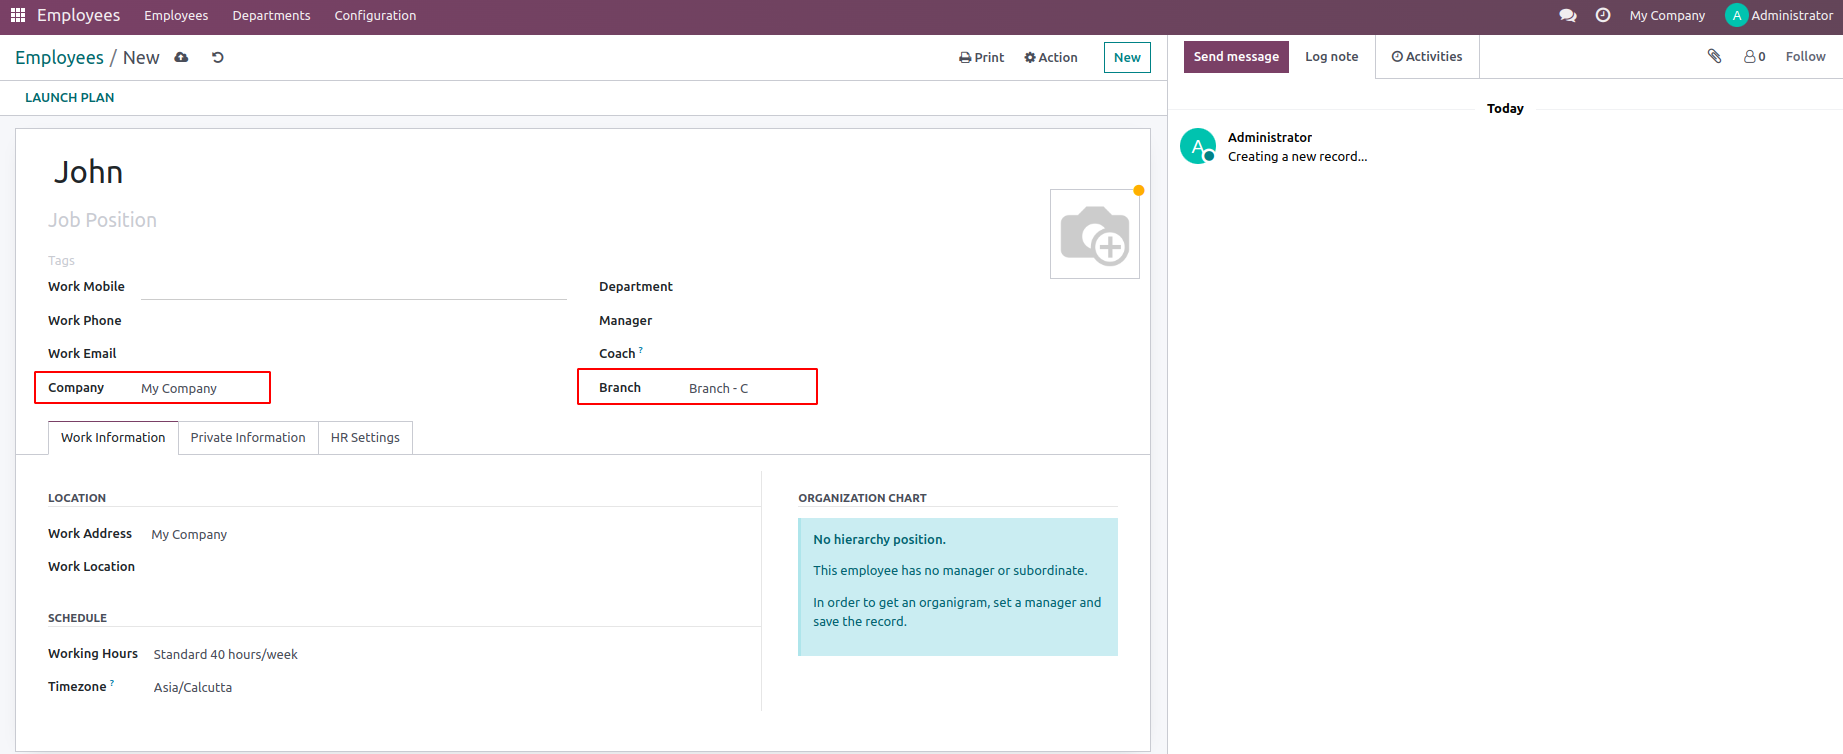 Employees Employees Departments Configuration My Company A Administrator
Employees / New Print Action New Send message Log note Activities 0 Follow
LAUNCH PLAN
Today
John
A Administrator
Creating a new record...
Job Position
Tags
Work Mobile Department
Work Phone Manager
Work Email Coach ?
Company My Company Branch Branch - C
Work Information Private Information HR Settings
LOCATION ORGANIZATION CHART
Work Address My Company No hierarchy position.
Work Location This employee has no manager or subordinate.
In order to get an organigram, set a manager and
save the record.
SCHEDULE
Working Hours Standard 40 hours/week
Timezone ? Asia/Calcutta